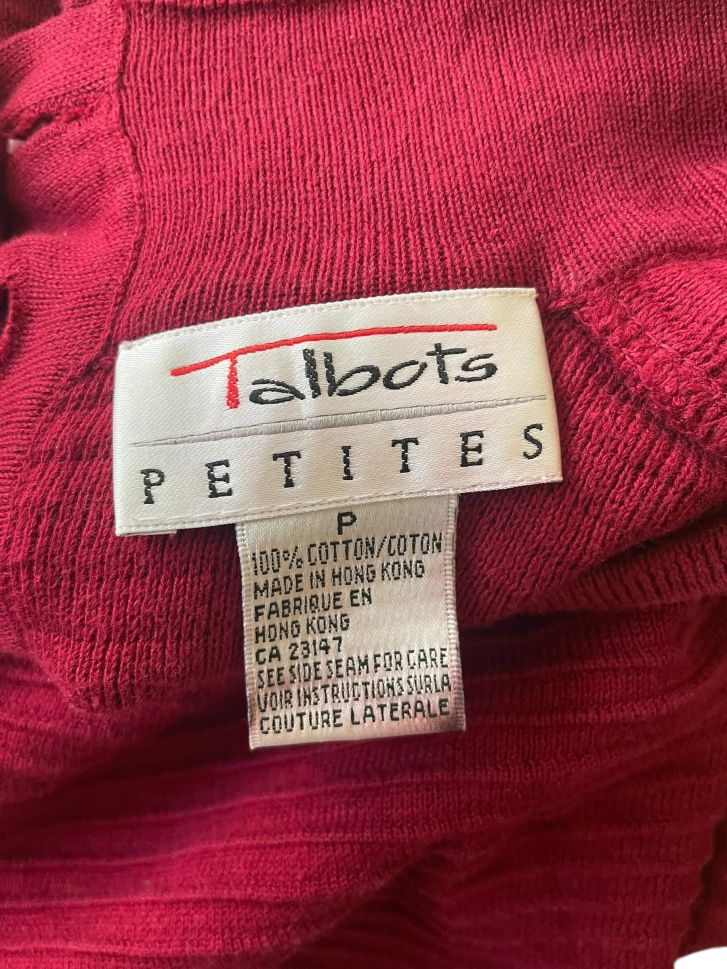 Talbots
PETITES
P
100% COTTON/COTON
MADE IN HONG KONG
FABRIQUE EN
HONG KONG
CA 23147
SEE SIDE SEAM FOR CARE
VOIR INSTRUCTIONS SUR LA
COUTURE LATERALE